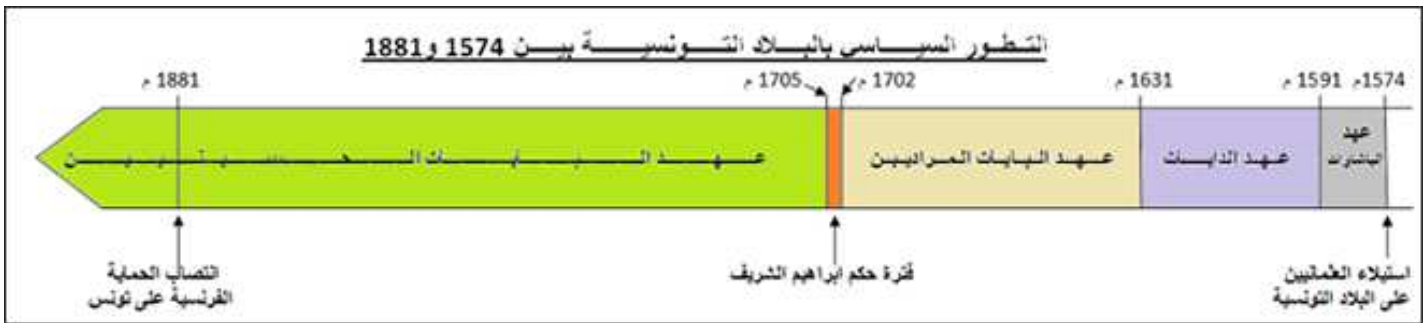 التطور السياسي بالبلاد التونسية بين 1574 و1881
1574م
1591 م
1631 م
1702 م
1705 م
1881 م
عهد
الباشاوات
عهد الدايات
عهد البايات المراديين
عهد البايات الحسينيين
استيلاء العثمانيين
على البلاد التونسية
فترة حكم ابراهيم الشريف
انتصاب الحماية
الفرنسية على تونس